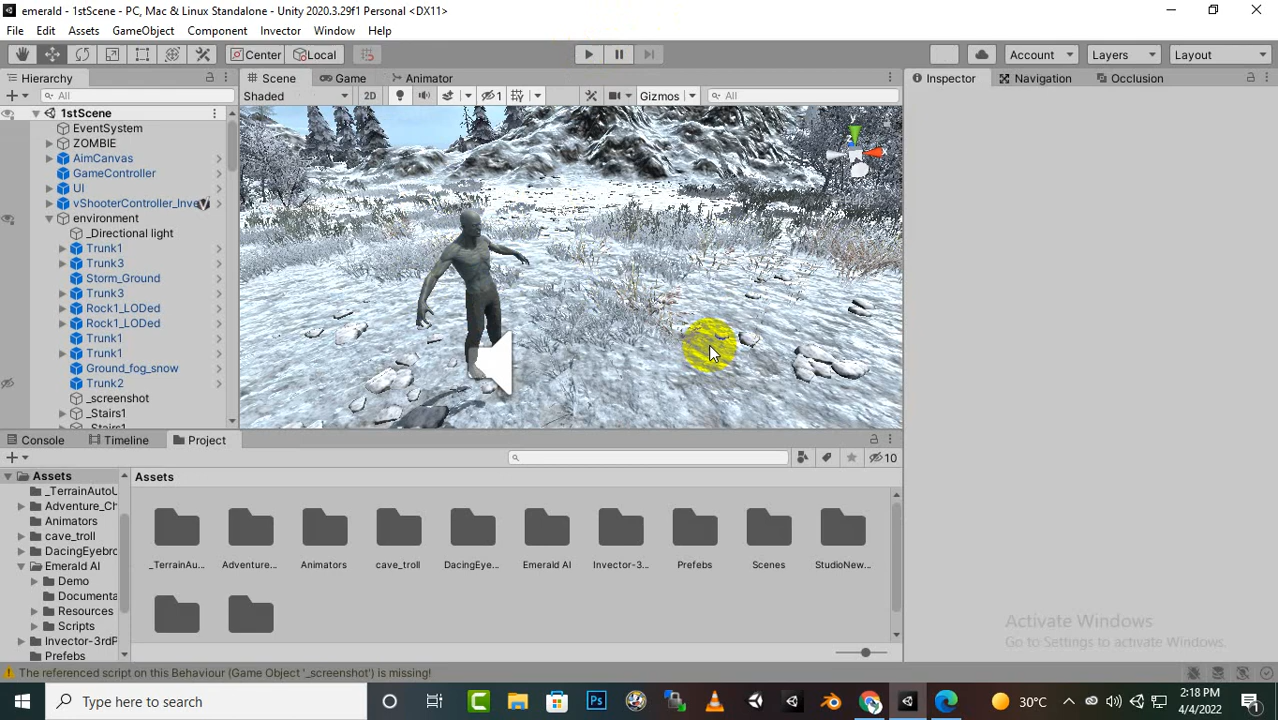 emerald - 1stScene - PC, Mac & Linux Standalone - Unity 2020.3.29f1 Personal <DX11>
File Edit Assets GameObject Component Invector Window Help
Center Local Account Layers Layout
Hierarchy Scene Game Animator Inspector Navigation Occlusion
All Shaded 2D 1 Gizmos All
1stScene
EventSystem
ZOMBIE
AimCanvas
GameController
UI
vShooterController_Inve
environment
_Directional light
Trunk1
Trunk3
Storm_Ground
Trunk3
Rock1_LODed
Rock1_LODed
Trunk1
Trunk1
Ground_fog_snow
Trunk2
_screenshot
_Stairs1
_Stairs1
y
z
Console Timeline Project
10
Assets
_TerrainAutoU
Adventure_Ch
Animators
cave_troll
DacingEyebro
Emerald AI
Demo
Documenta
Resources
Scripts
Invector-3rdP
Prefebs
Assets
_TerrainAu... Adventure... Animators cave_troll DacingEye... Emerald AI Invector-3... Prefebs Scenes StudioNew...
Activate Windows
Go to Settings to activate Windows.
The referenced script on this Behaviour (Game Object '_screenshot') is missing!
Type here to search
30°C
2:18 PM
4/4/2022
1